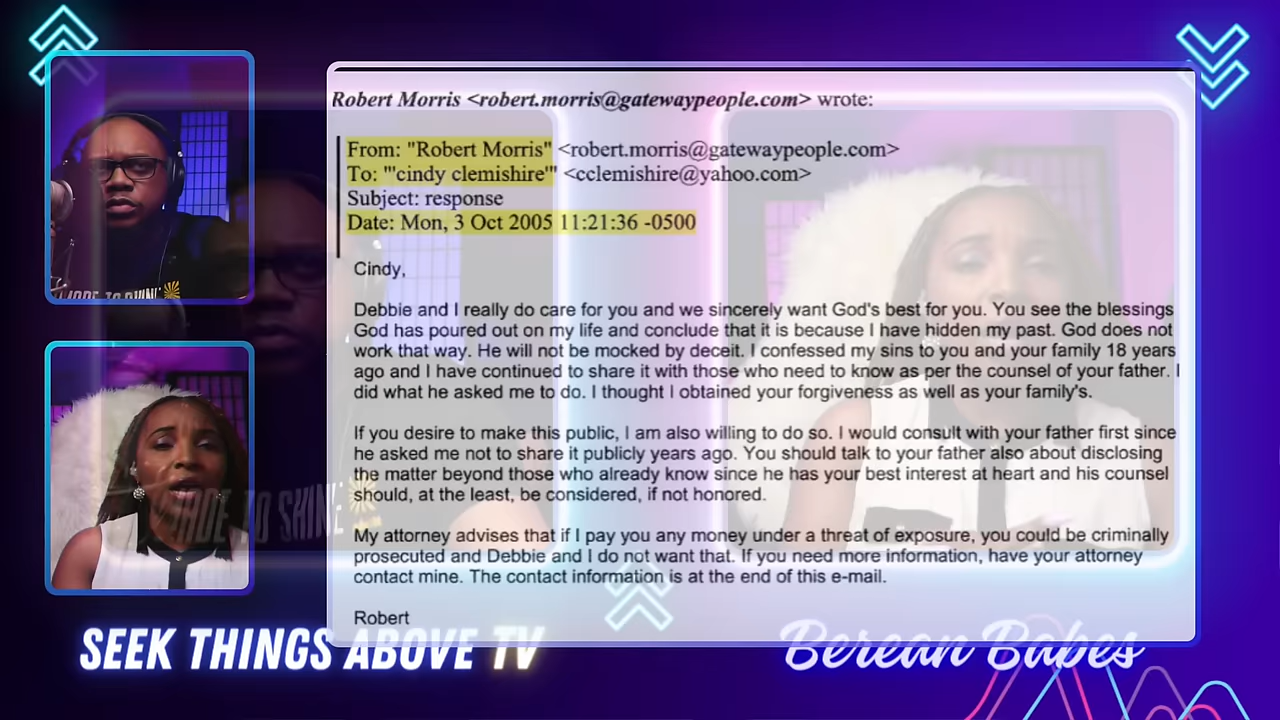 Robert Morris <robert.morris@gatewaypeople.com> wrote:
From: "Robert Morris" <robert.morris@gatewaypeople.com>
To: "'cindy clemishire'" <cclemishire@yahoo.com>
Subject: response
Date: Mon, 3 Oct 2005 11:21:36 -0500
Cindy,
Debbie and I really do care for you and we sincerely want God's best for you. You see the blessings
God has poured out on my life and conclude that it is because I have hidden my past. God does not
work that way. He will not be mocked by deceit. I confessed my sins to you and your family 18 years
ago and I have continued to share it with those who need to know as per the counsel of your father. I
did what he asked me to do. I thought I obtained your forgiveness as well as your family's.
If you desire to make this public, I am also willing to do so. I would consult with your father first since
he asked me not to share it publicly years ago. You should talk to your father also about disclosing
the matter beyond those who already know since he has your best interest at heart and his counsel
should, at the least, be considered, if not honored.
My attorney advises that if I pay you any money under a threat of exposure, you could be criminally
prosecuted and Debbie and I do not want that. If you need more information, have your attorney
contact mine. The contact information is at the end of this e-mail.
Robert
MADE TO SHINE
MADE TO SHINE
SEEK THINGS ABOVE TV
Berean Babes